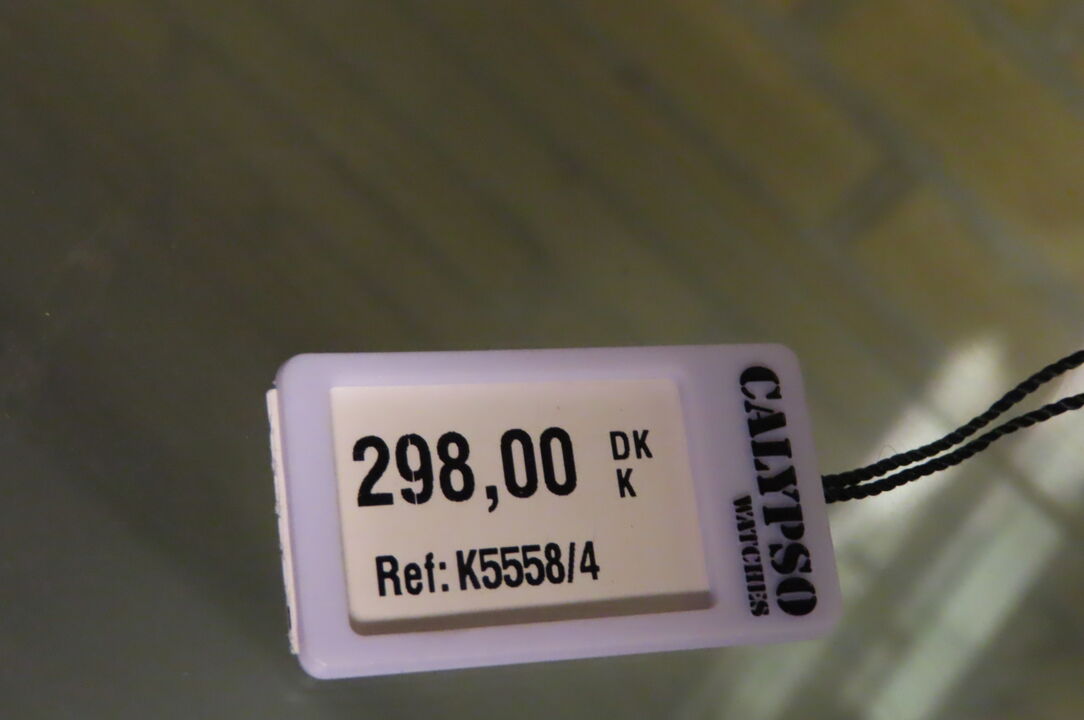 298,00 DK
K
Ref: K5558/4
CALYPSO
WATCHES